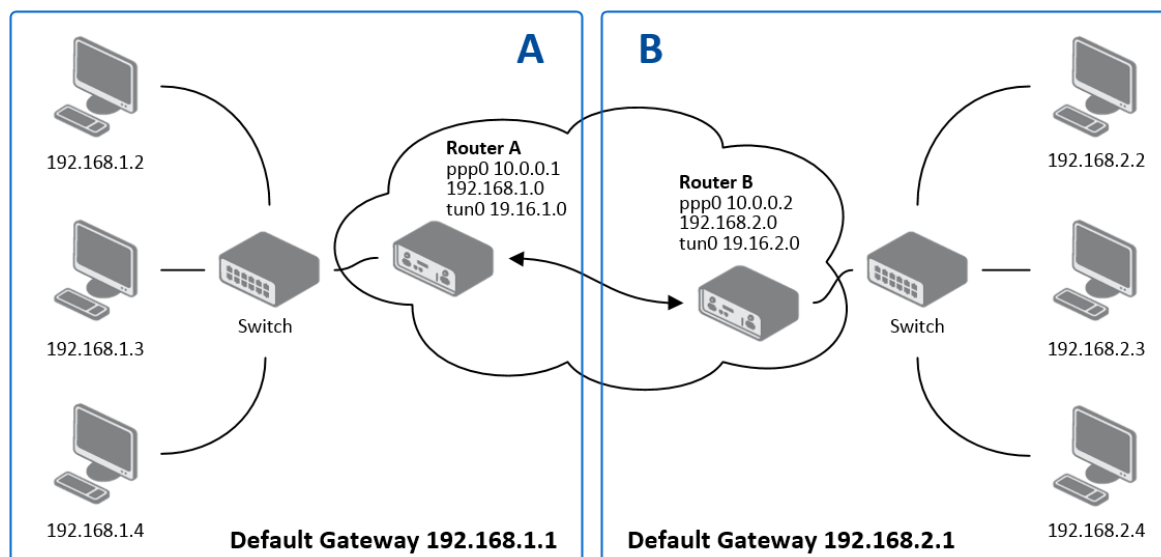 A
192.168.1.2
Router A
ppp0 10.0.0.1
192.168.1.0
tun0 19.16.1.0
Switch
192.168.1.3
192.168.1.4
Default Gateway 192.168.1.1
B
192.168.2.2
Router B
ppp0 10.0.0.2
192.168.2.0
tun0 19.16.2.0
Switch
192.168.2.3
192.168.2.4
Default Gateway 192.168.2.1